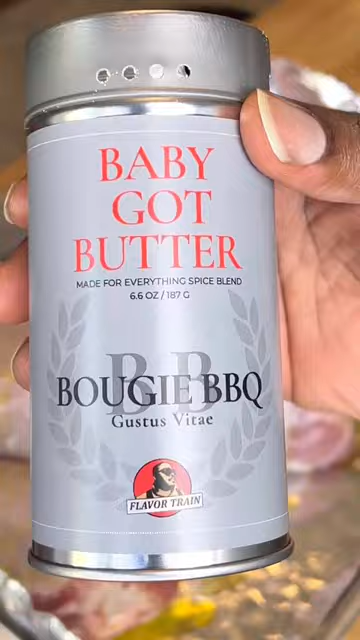 BABY
GOT
BUTTER
MADE FOR EVERYTHING SPICE BLEND
6.6 OZ / 187 G
BB
BOUGIE BBQ
Gustus Vitae
FLAVOR TRAIN